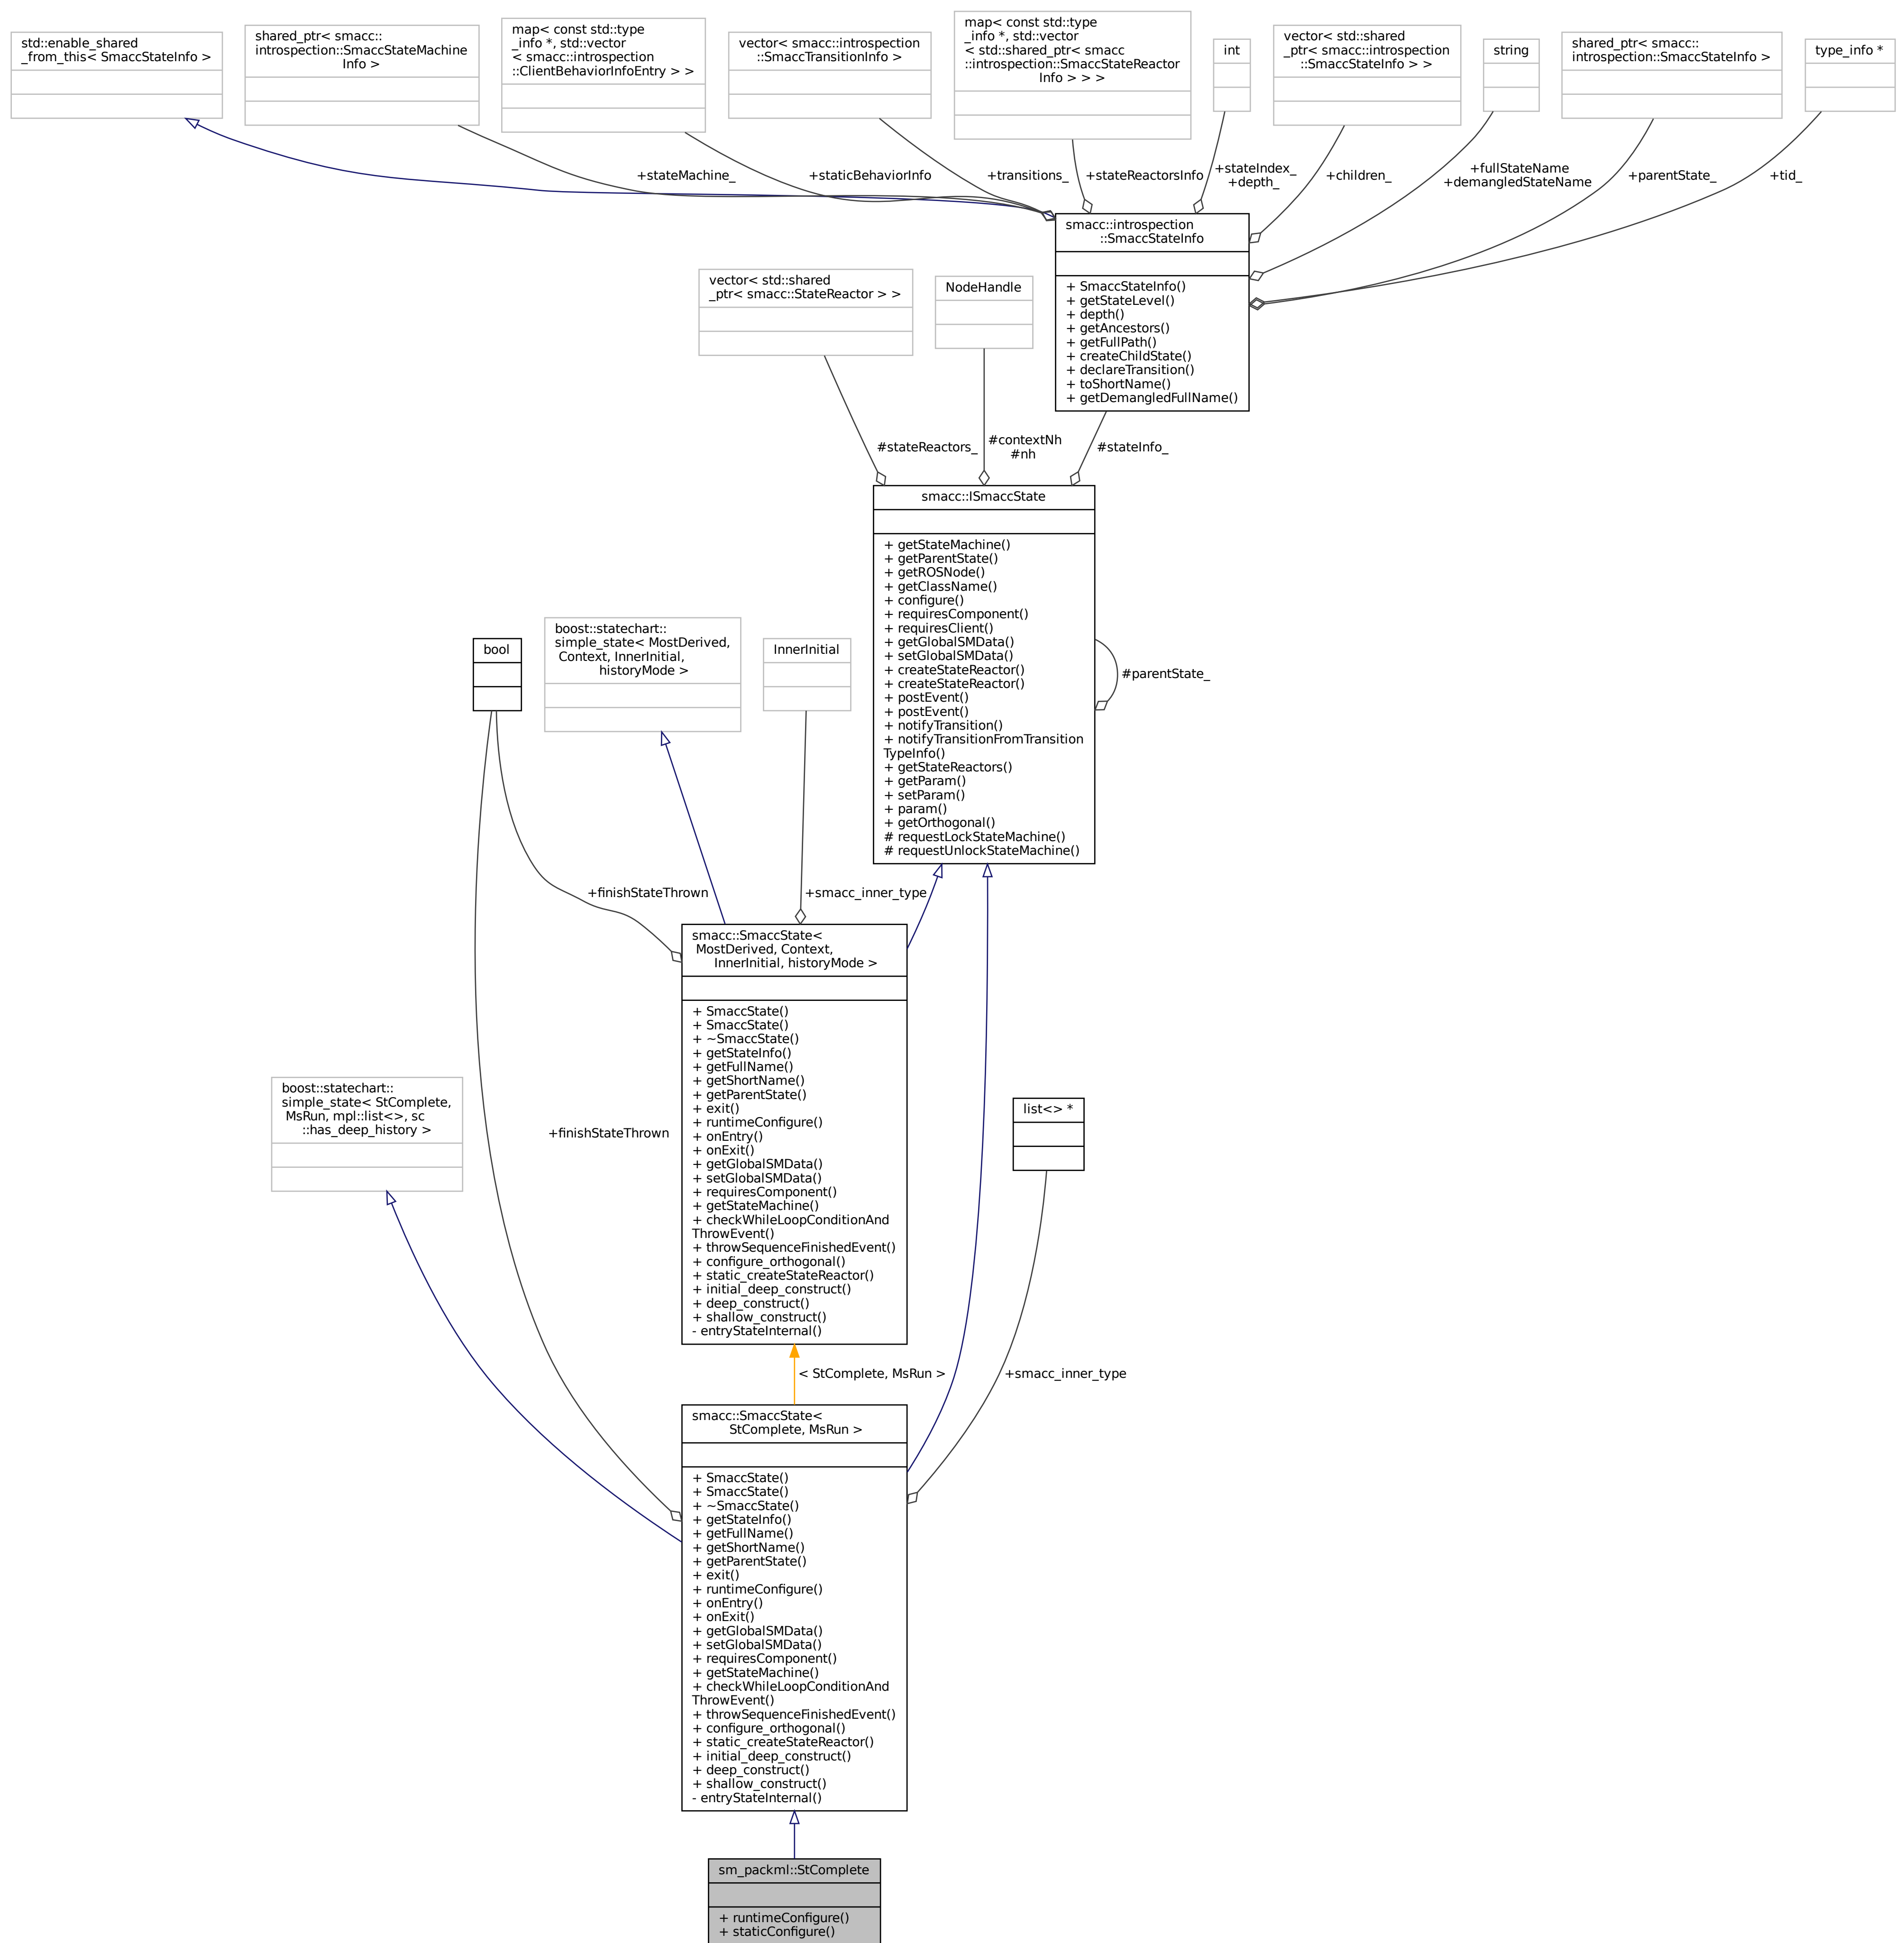 std::enable_shared
_from_this< SmaccStateInfo >
shared_ptr< smacc::
introspection::SmaccStateMachine
Info >
map< const std::type
_info *, std::vector
< smacc::introspection
::ClientBehaviorInfoEntry > >
vector< smacc::introspection
::SmaccTransitionInfo >
map< const std::type
_info *, std::vector
< std::shared_ptr< smacc
::introspection::SmaccStateReactor
Info > > >
int
vector< std::shared
_ptr< smacc::introspection
::SmaccStateInfo > >
string
shared_ptr< smacc::
introspection::SmaccStateInfo >
type_info *
+stateMachine_
+staticBehaviorInfo
+transitions_
+stateReactorsInfo
+stateIndex_
+depth_
+children_
+fullStateName
+demangledStateName
+parentState_
+tid_
smacc::introspection
::SmaccStateInfo
+ SmaccStateInfo()
+ getStateLevel()
+ depth()
+ getAncestors()
+ getFullPath()
+ createChildState()
+ declareTransition()
+ toShortName()
+ getDemangledFullName()
vector< std::shared
_ptr< smacc::StateReactor > >
NodeHandle
#stateReactors_
#contextNh
#nh
#stateInfo_
smacc::ISmaccState
+ getStateMachine()
+ getParentState()
+ getROSNode()
+ getClassName()
+ configure()
+ requiresComponent()
+ requiresClient()
+ getGlobalSMData()
+ setGlobalSMData()
+ createStateReactor()
+ createStateReactor()
+ postEvent()
+ postEvent()
+ notifyTransition()
+ notifyTransitionFromTransition
TypeInfo()
+ getStateReactors()
+ getParam()
+ setParam()
+ param()
+ getOrthogonal()
# requestLockStateMachine()
# requestUnlockStateMachine()
#parentState_
bool
boost::statechart::
simple_state< MostDerived,
Context, InnerInitial,
historyMode >
InnerInitial
+finishStateThrown
+smacc_inner_type
smacc::SmaccState<
MostDerived, Context,
InnerInitial, historyMode >
+ SmaccState()
+ SmaccState()
+ ~SmaccState()
+ getStateInfo()
+ getFullName()
+ getShortName()
+ getParentState()
+ exit()
+ runtimeConfigure()
+ onEntry()
+ onExit()
+ getGlobalSMData()
+ setGlobalSMData()
+ requiresComponent()
+ getStateMachine()
+ checkWhileLoopConditionAnd
ThrowEvent()
+ throwSequenceFinishedEvent()
+ configure_orthogonal()
+ static_createStateReactor()
+ initial_deep_construct()
+ deep_construct()
+ shallow_construct()
- entryStateInternal()
boost::statechart::
simple_state< StComplete,
MsRun, mpl::list<>, sc
::has_deep_history >
+finishStateThrown
list<> *
< StComplete, MsRun >
+smacc_inner_type
smacc::SmaccState<
StComplete, MsRun >
+ SmaccState()
+ SmaccState()
+ ~SmaccState()
+ getStateInfo()
+ getFullName()
+ getShortName()
+ getParentState()
+ exit()
+ runtimeConfigure()
+ onEntry()
+ onExit()
+ getGlobalSMData()
+ setGlobalSMData()
+ requiresComponent()
+ getStateMachine()
+ checkWhileLoopConditionAnd
ThrowEvent()
+ throwSequenceFinishedEvent()
+ configure_orthogonal()
+ static_createStateReactor()
+ initial_deep_construct()
+ deep_construct()
+ shallow_construct()
- entryStateInternal()
sm_packml::StComplete
+ runtimeConfigure()
+ staticConfigure()